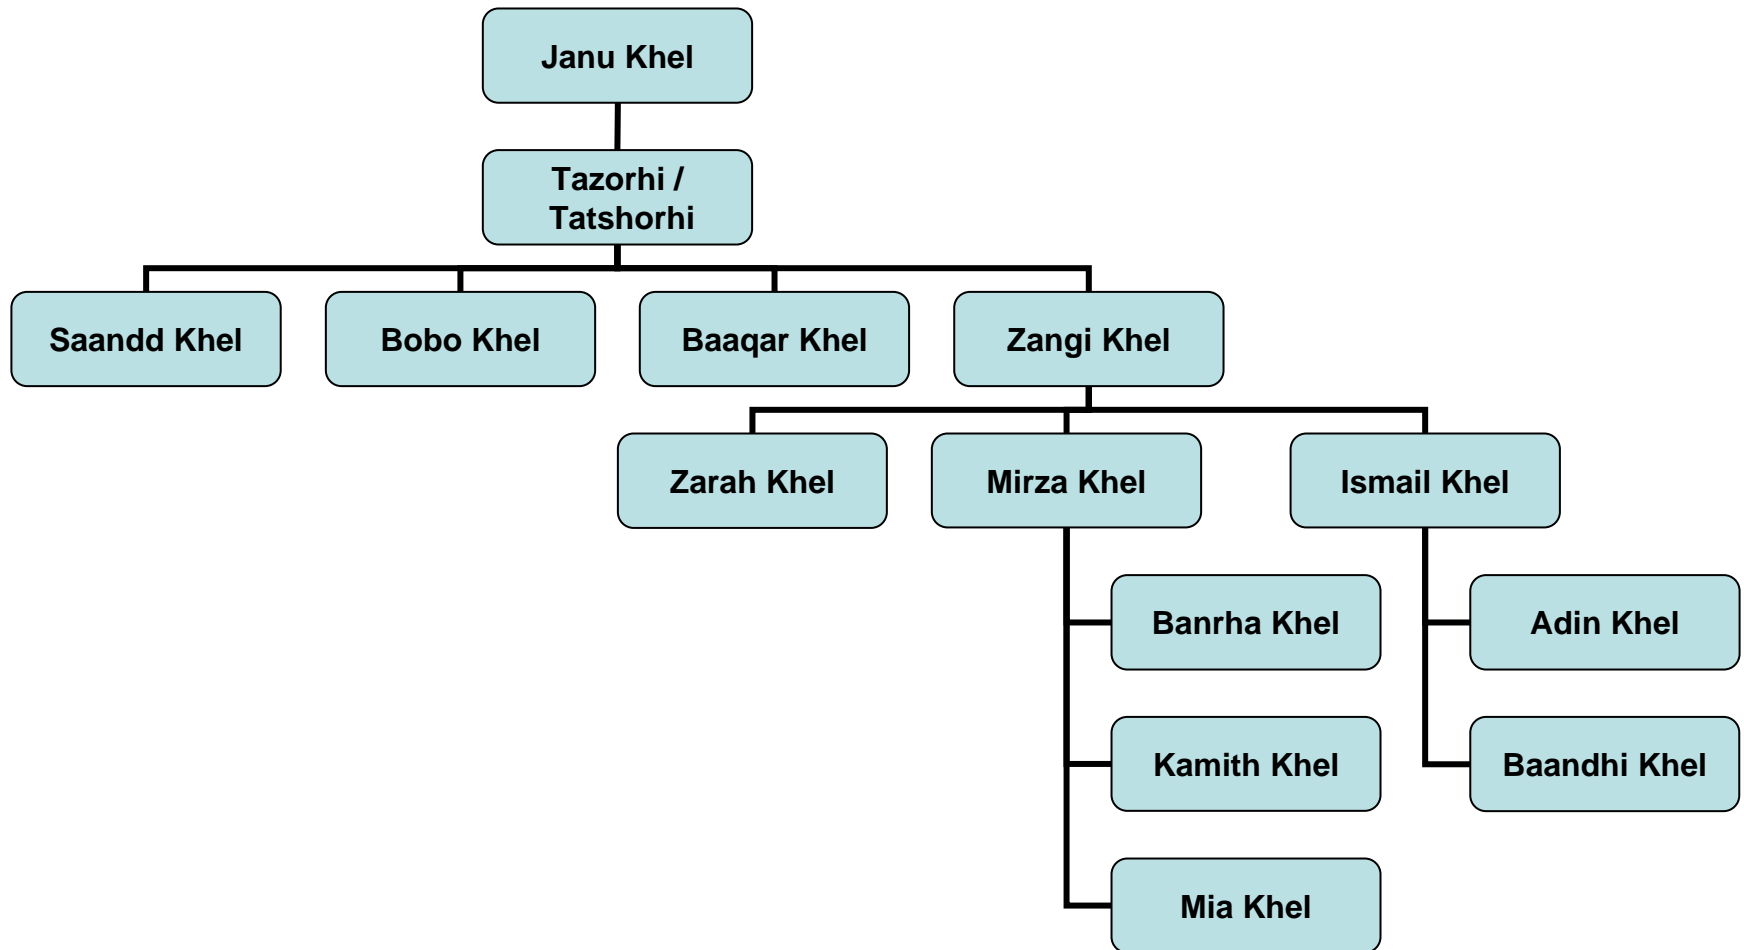 Janu Khel
Tazorhi /
Tatshorhi
Saandd Khel
Bobo Khel
Baaqar Khel
Zangi Khel
Zarah Khel
Mirza Khel
Ismail Khel
Banrha Khel
Adin Khel
Kamith Khel
Baandhi Khel
Mia Khel